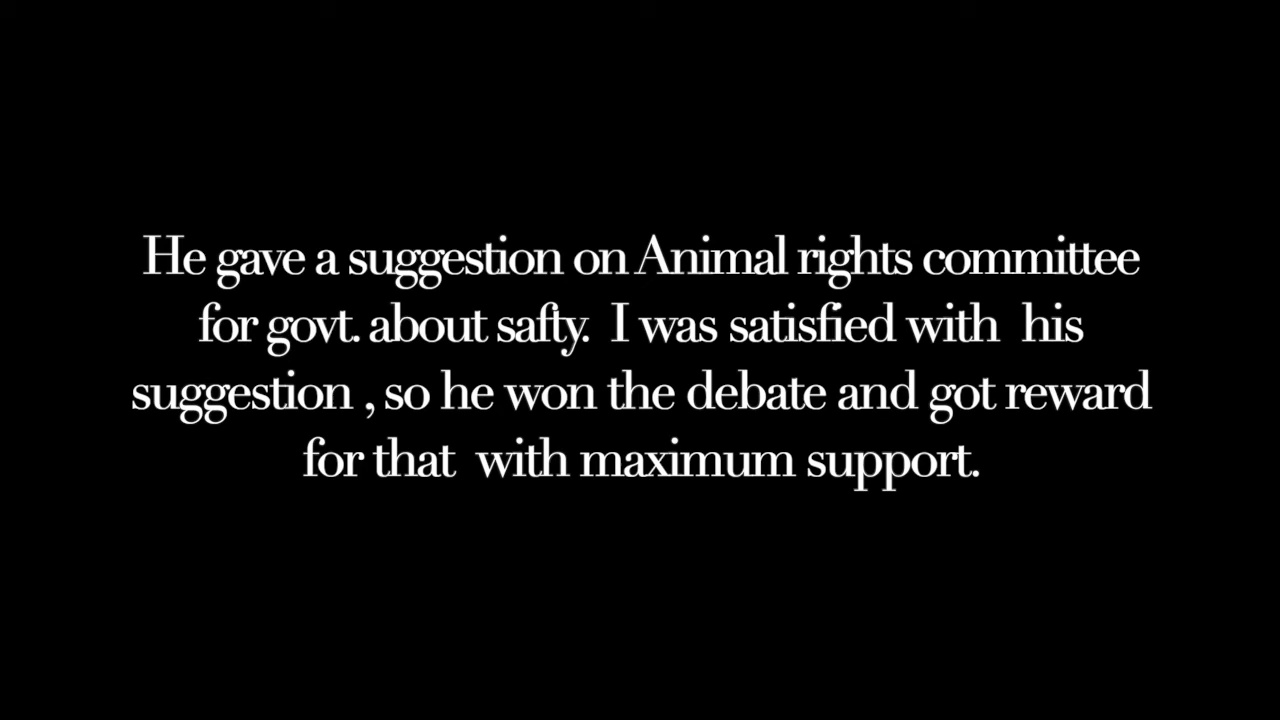 He gave a suggestion on Animal rights committee
for govt. about safty.  I was satisfied with  his
suggestion , so he won the debate and got reward
for that  with maximum support.